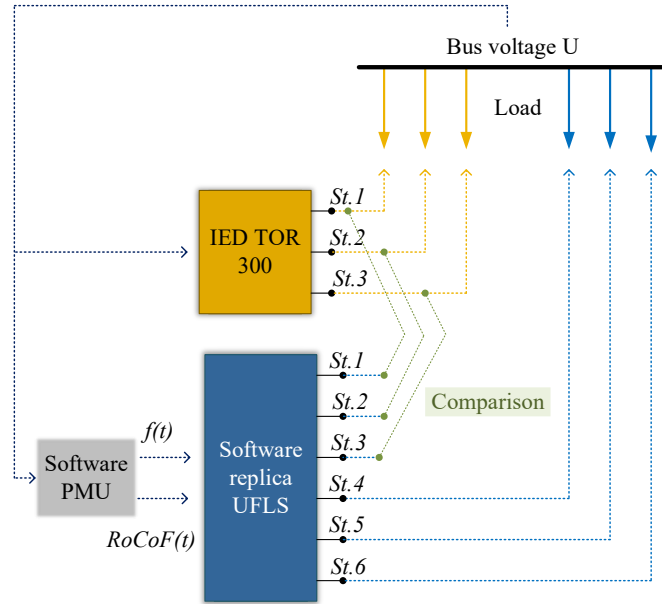 Bus voltage U
Load
St.1
IED TOR
300
St.2
St.3
St.1
St.2
Comparison
f(t)
St.3
Software
replica
UFLS
Software
PMU
St.4
RoCoF(t)
St.5
St.6